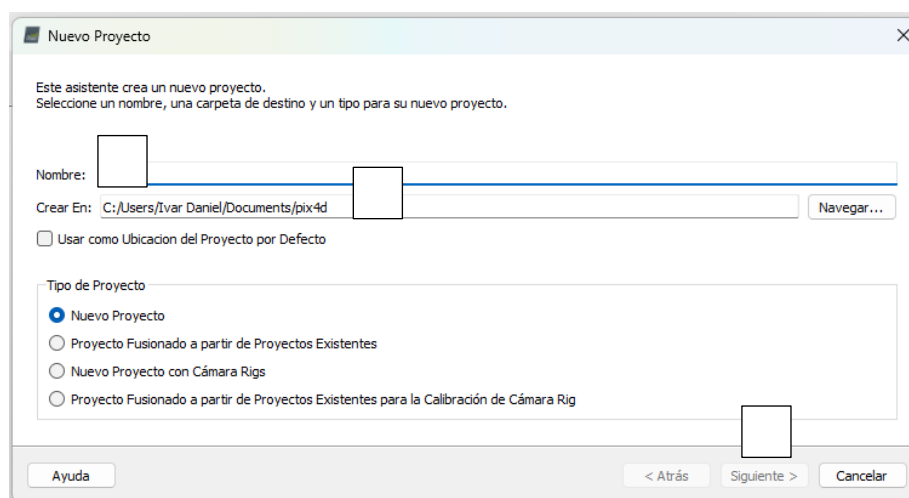 Nuevo Proyecto
Este asistente crea un nuevo proyecto.
Seleccione un nombre, una carpeta de destino y un tipo para su nuevo proyecto.
Nombre:
Crear En: C:/Users/Ivar Daniel/Documents/pix4d Navegar...
Usar como Ubicacion del Proyecto por Defecto
Tipo de Proyecto
Nuevo Proyecto
Proyecto Fusionado a partir de Proyectos Existentes
Nuevo Proyecto con Cámara Rigs
Proyecto Fusionado a partir de Proyectos Existentes para la Calibración de Cámara Rig
Ayuda < Atrás Siguiente > Cancelar